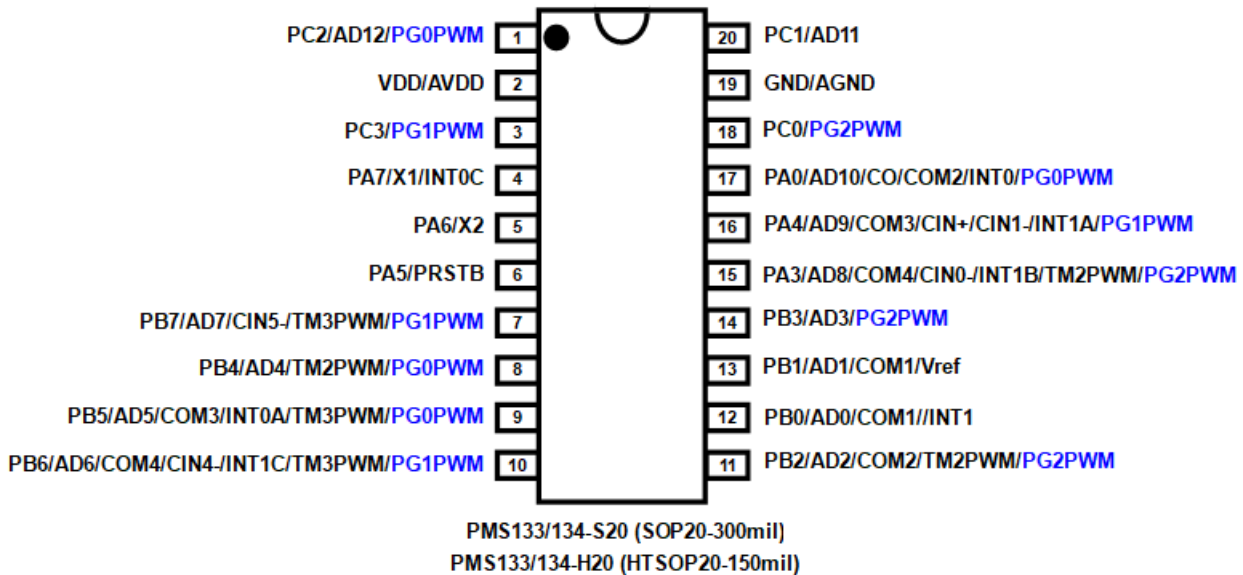 PC2/AD12/PG0PWM 1 20 PC1/AD11
VDD/AVDD 2 19 GND/AGND
PC3/PG1PWM 3 18 PC0/PG2PWM
PA7/X1/INT0C 4 17 PA0/AD10/CO/COM2/INT0/PG0PWM
PA6/X2 5 16 PA4/AD9/COM3/CIN+/CIN1-/INT1A/PG1PWM
PA5/PRSTB 6 15 PA3/AD8/COM4/CIN0-/INT1B/TM2PWM/PG2PWM
PB7/AD7/CIN5-/TM3PWM/PG1PWM 7 14 PB3/AD3/PG2PWM
PB4/AD4/TM2PWM/PG0PWM 8 13 PB1/AD1/COM1/Vref
PB5/AD5/COM3/INT0A/TM3PWM/PG0PWM 9 12 PB0/AD0/COM1//INT1
PB6/AD6/COM4/CIN4-/INT1C/TM3PWM/PG1PWM 10 11 PB2/AD2/COM2/TM2PWM/PG2PWM
PMS133/134-S20 (SOP20-300mil)
PMS133/134-H20 (HTSOP20-150mil)